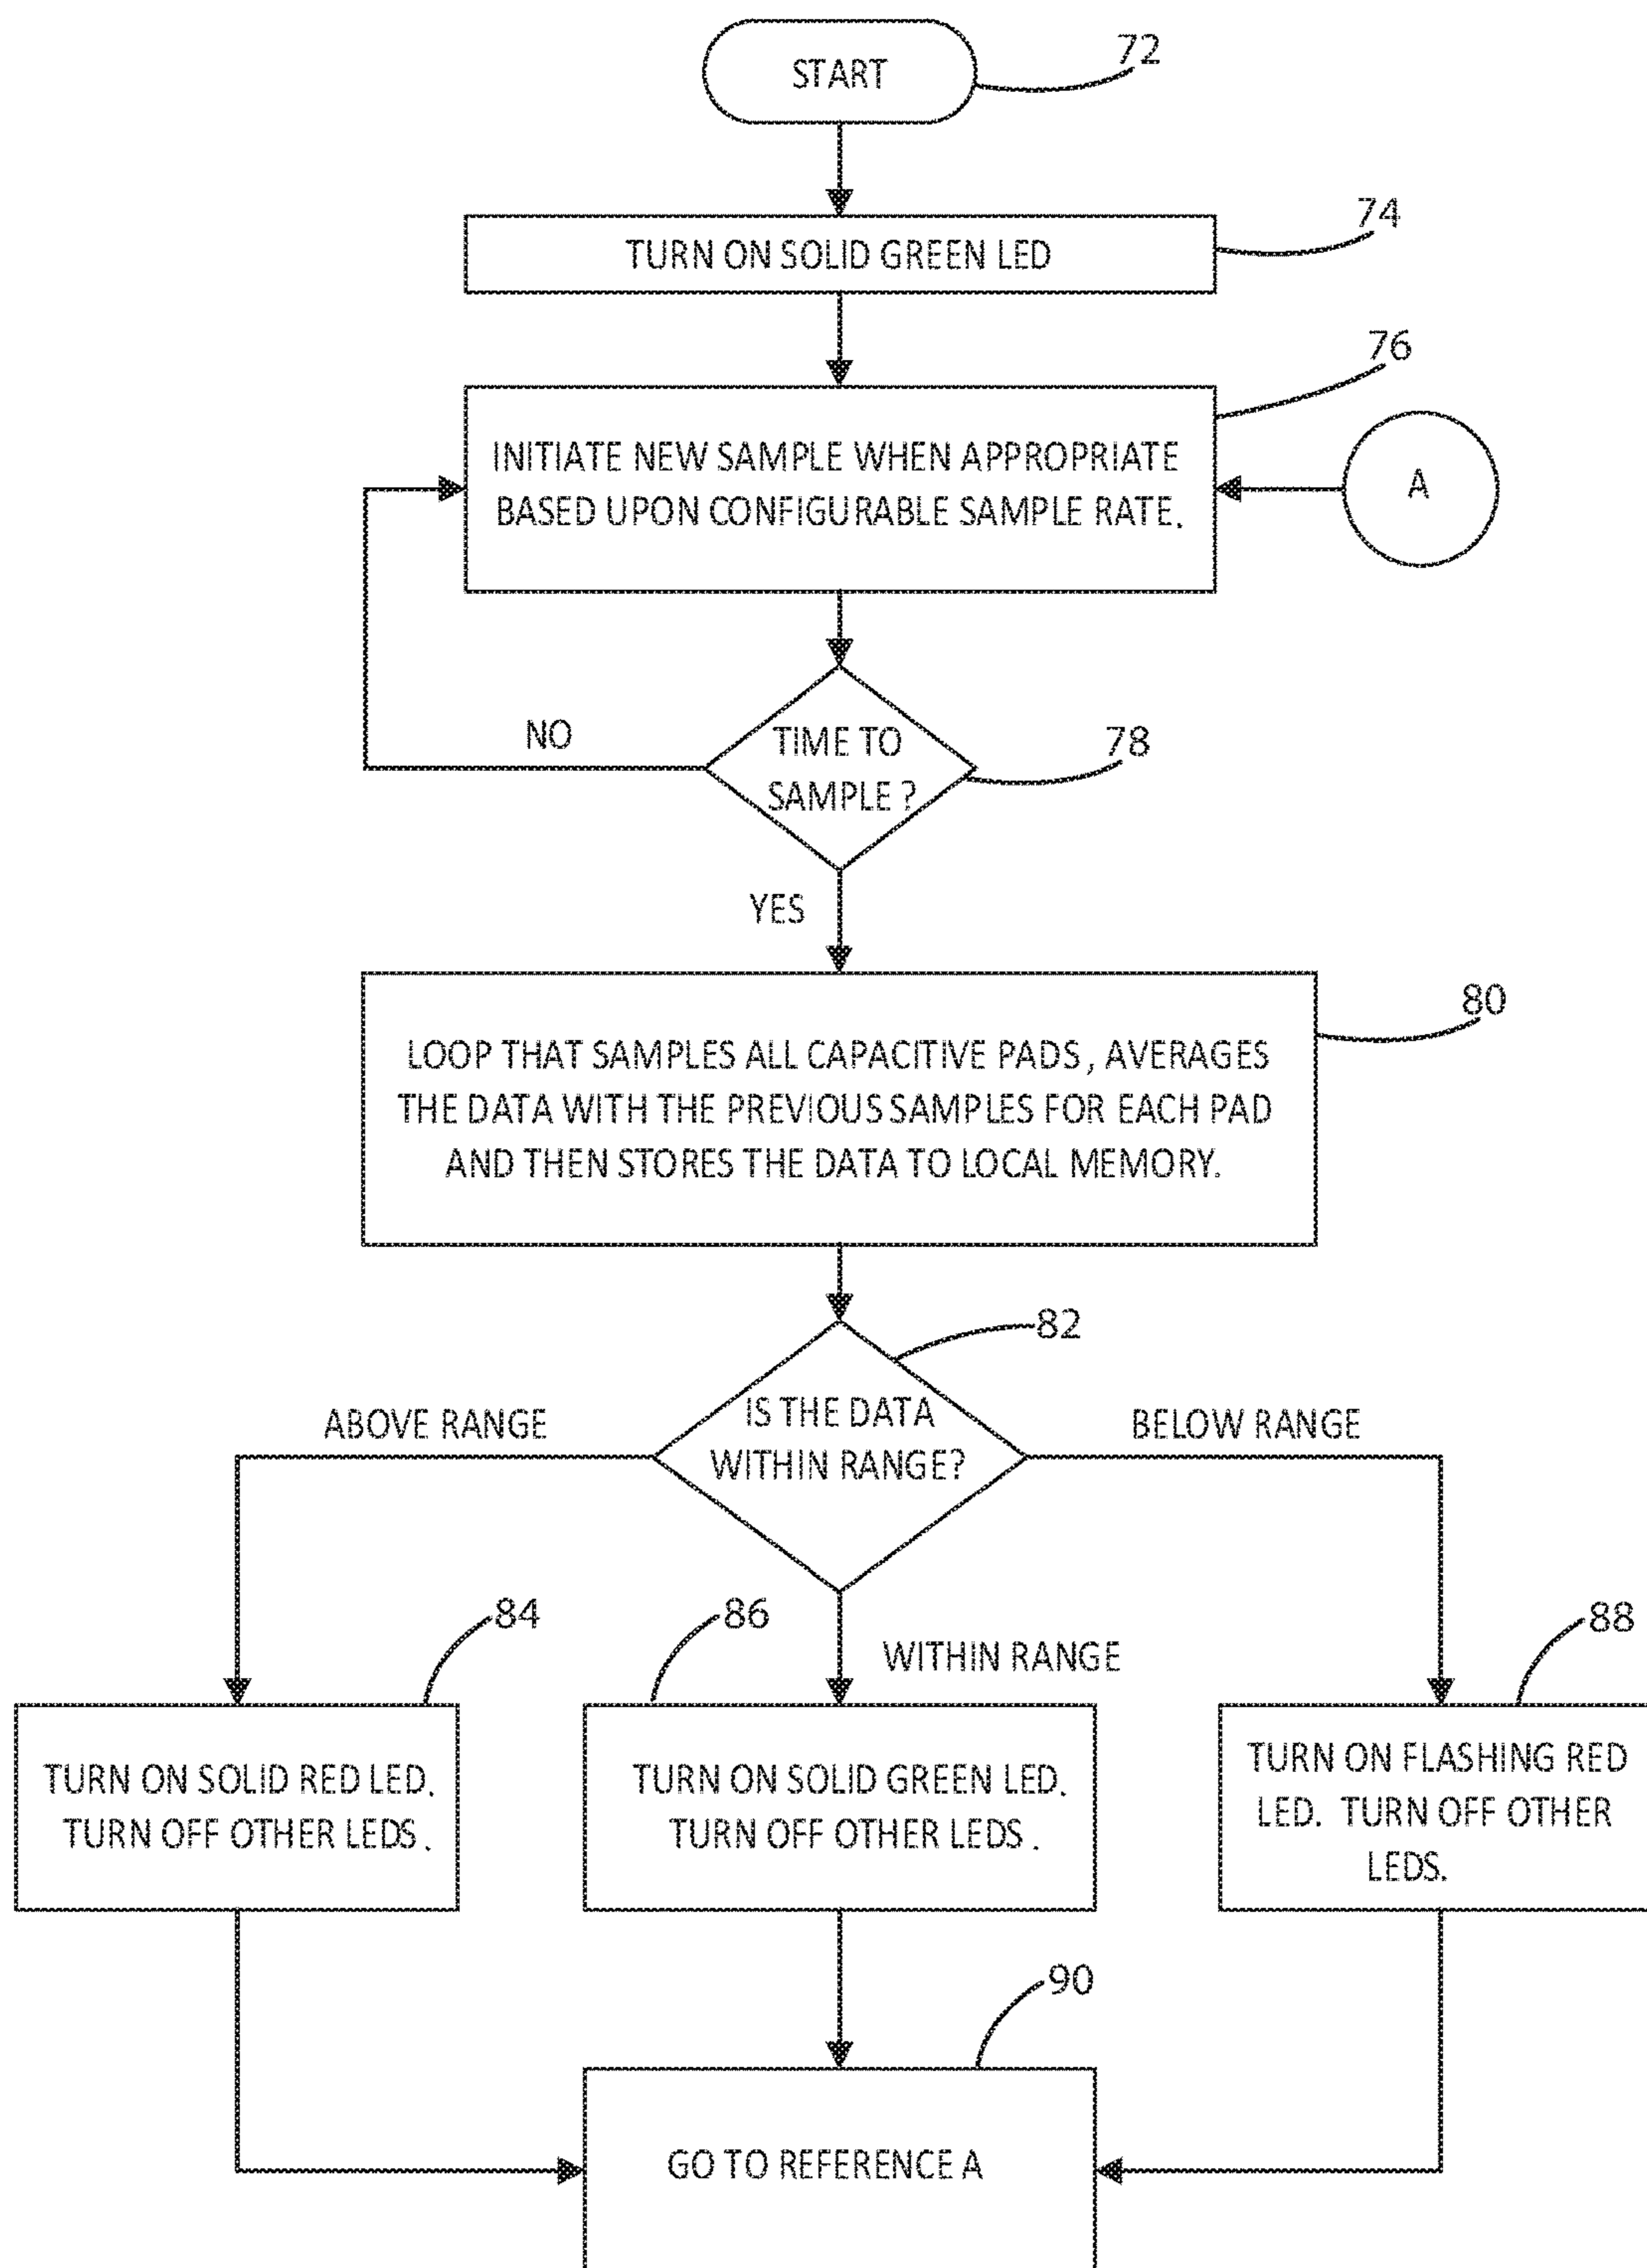 START
72
TURN ON SOLID GREEN LED
74
76
INITIATE NEW SAMPLE WHEN APPROPRIATE
BASED UPON CONFIGURABLE SAMPLE RATE.
A
NO
TIME TO
SAMPLE ?
78
YES
80
LOOP THAT SAMPLES ALL CAPACITIVE PADS, AVERAGES
THE DATA WITH THE PREVIOUS SAMPLES FOR EACH PAD
AND THEN STORES THE DATA TO LOCAL MEMORY.
82
ABOVE RANGE
IS THE DATA
WITHIN RANGE?
BELOW RANGE
84
86
WITHIN RANGE
88
TURN ON SOLID RED LED.
TURN OFF OTHER LEDS.
TURN ON SOLID GREEN LED.
TURN OFF OTHER LEDS.
TURN ON FLASHING RED
LED. TURN OFF OTHER
LEDS.
90
GO TO REFERENCE A